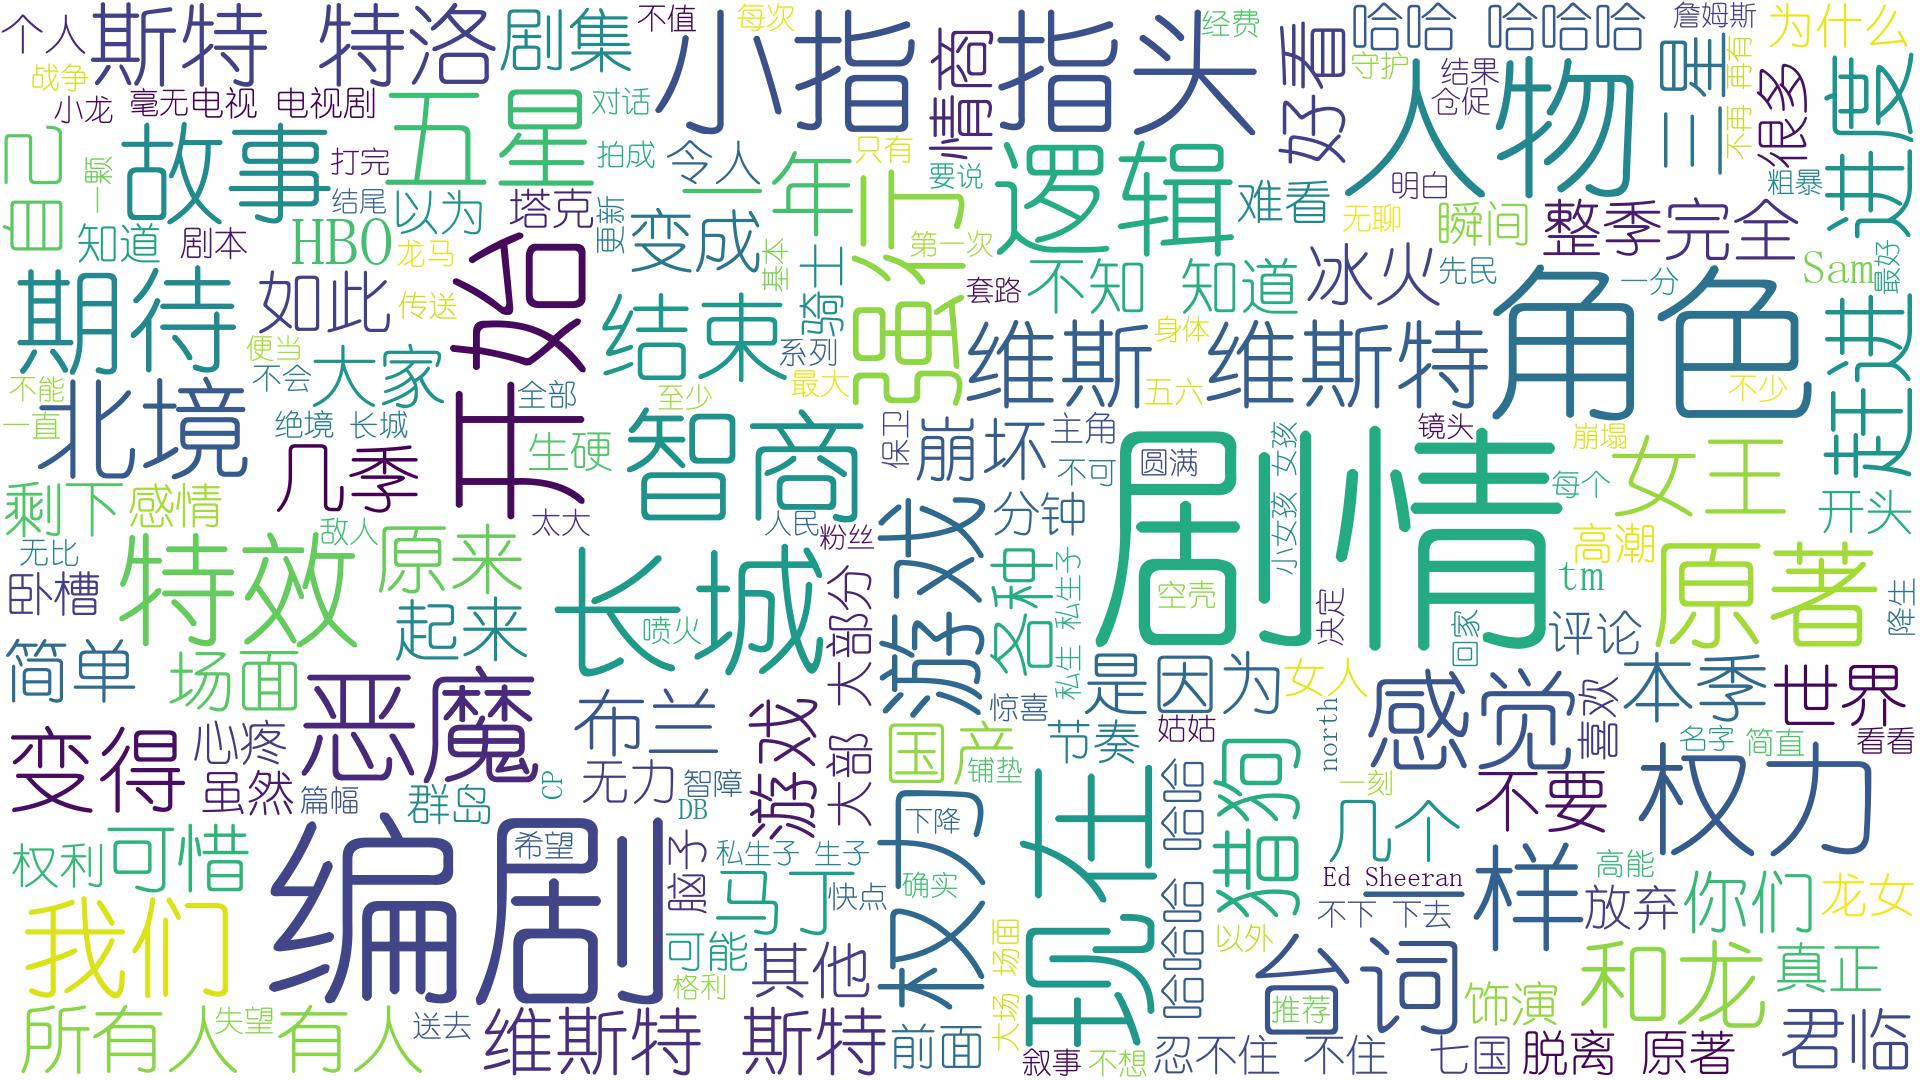 个人
斯特 特洛
剧集
不值
每次
小指
指头
情商
经费
好看
哈哈 哈哈哈
詹姆斯
为什么
战争
小龙
毫无电视 电视剧
五星
对话
守护
结果
仓促
人物
三星
再有
不再
很多
赶进度
进度
自己
一颗
故事
打完
结尾
以为
拍成
令人
一年
只有
要说
强行
逻辑
难看
明白
无聊
粗暴
瞬间
整季完全
知道
剧本
HBO
龙马
塔克
更新
变成
基本
骑士
第一次
套路
不知 知道
冰火
先民
一分
Sam
最好
期待
如此
传送
开始
结束
系列
维斯 维斯特
身体
角色
便当
不会
大家
不能
一直
北境
绝境 长城
全部
至少
最大
五六
不少
几季
生硬
智商
保卫
崩坏
主角
不可
剧情
圆满
镜头
小女孩 女孩
崩塌
每个
女王
开头
剩下
感情
无比
敌人
太大
人民
粉丝
游戏
分钟
高潮
卧槽
特效
原来
起来
长城
喷火
大部分
各种
私生 私生子
空壳
决定
回家
tm
原著
评论
降生
简单
场面
恶魔
布兰
游戏
大部
惊喜
是因为
姑姑
女人
感觉
喜欢
本季
世界
变得
心疼
虽然
篇幅
群岛
CP
无力
智障
DB
国产
铺垫
节奏
north
猎狗
一刻
几个
不要
名字
简直
看看
权力
权利
可惜
编剧
希望
脑子
私生子 生子
马丁
快点
权力
下降
确实
现在
哈哈哈 哈哈
Ed Sheeran
一样
高能
放弃
你们
龙女
我们
可能
格利
其他
大场 场面
以外
不下 下去
台词
推荐
饰演
和龙
真正
所有人
失望
有人
送去
维斯特 斯特
前面
叙事
不想
忍不住 不住
七国
脱离 原著
君临